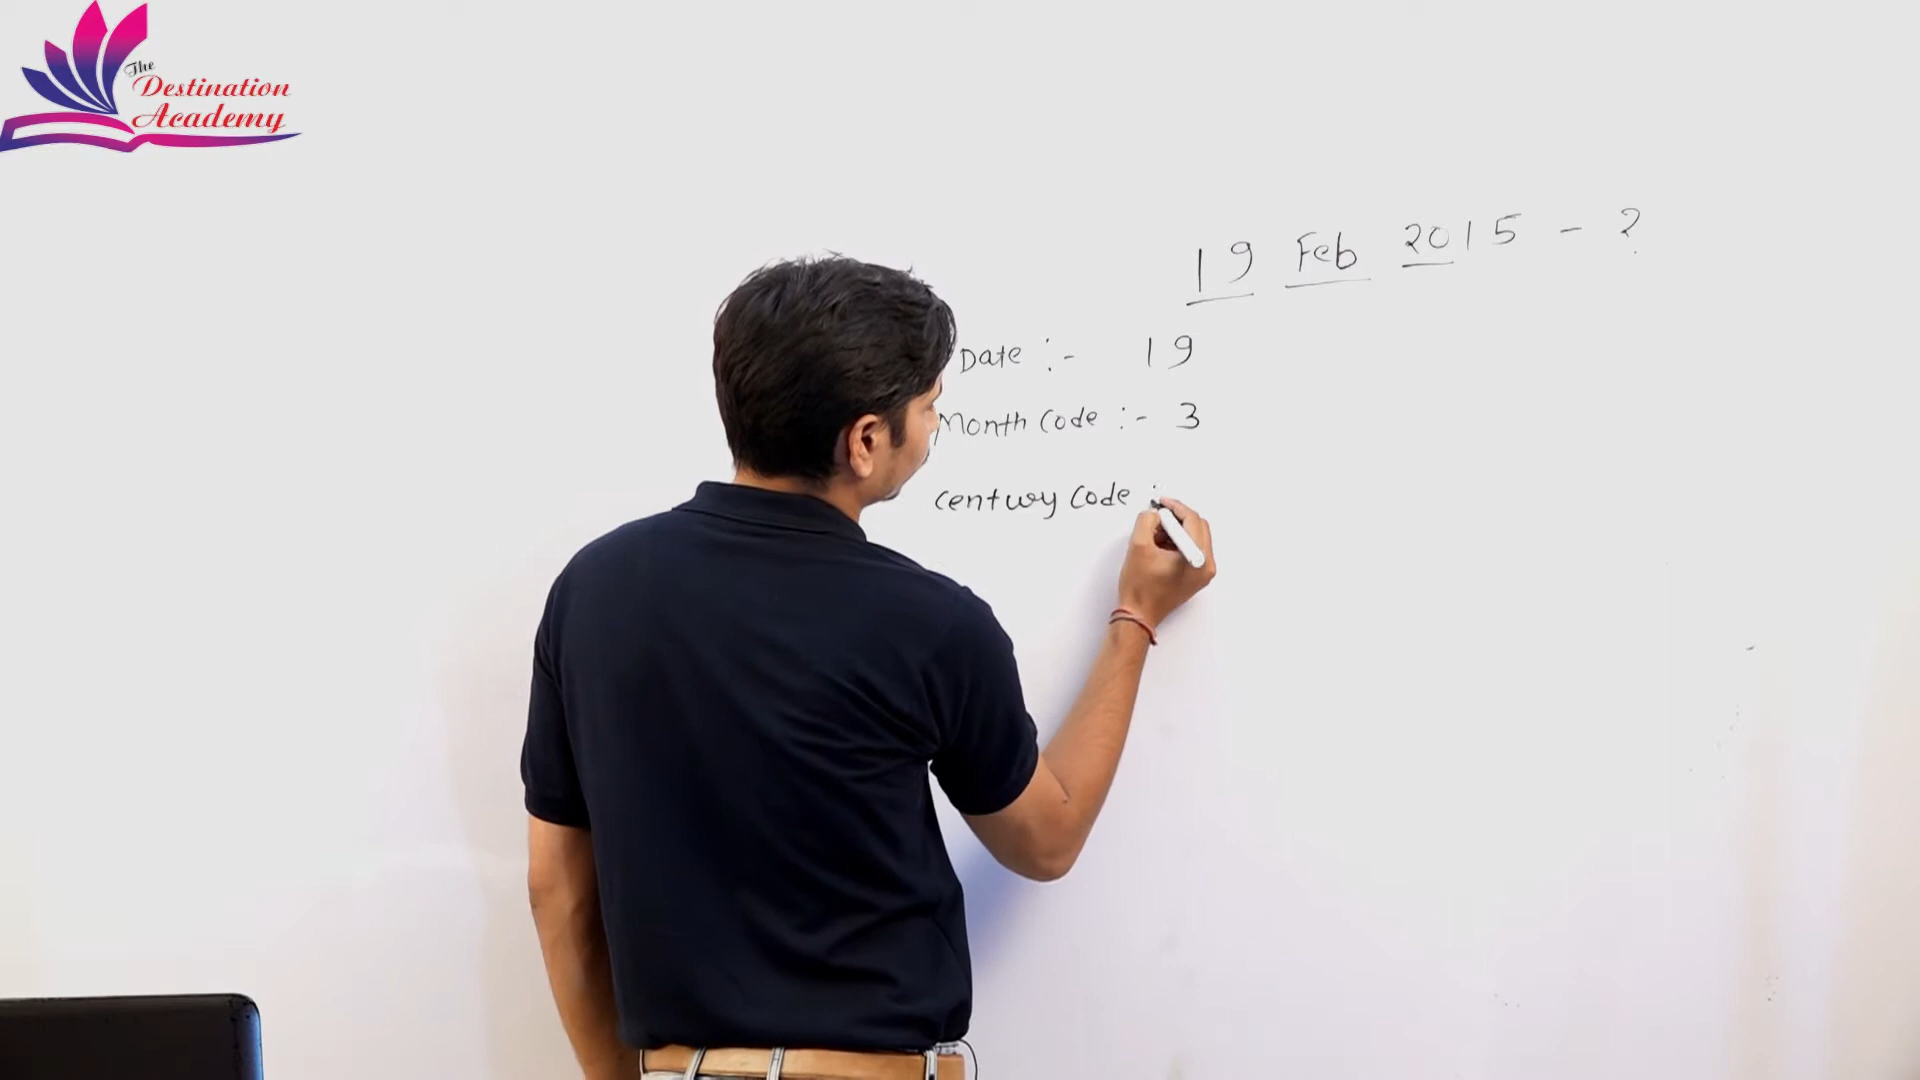 The
Destination
Academy
19 Feb 2015 - ?
Date :- 19
Month Code :- 3
Century Code :